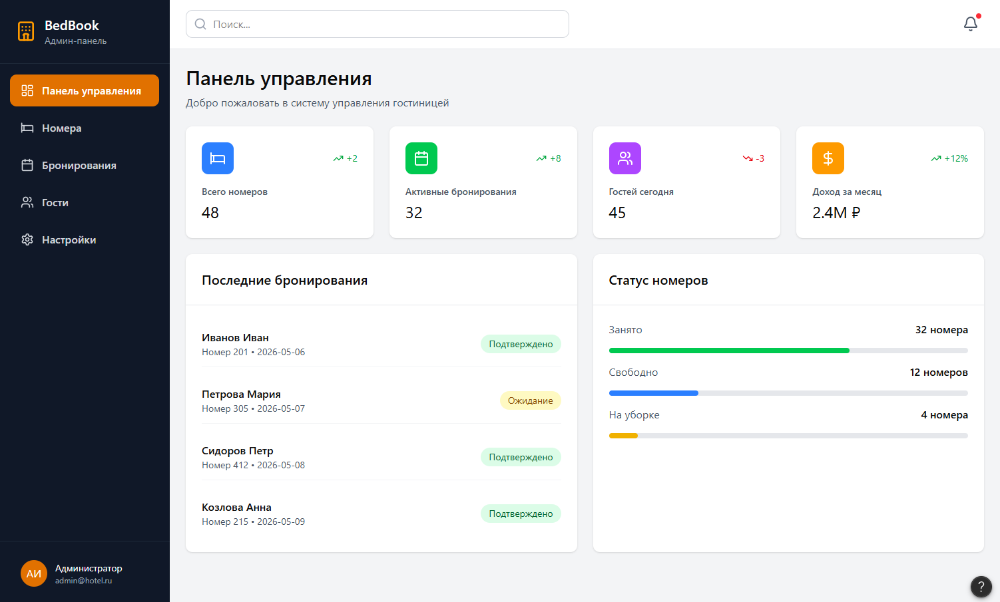 BedBook
Админ-панель
Панель управления
Номера
Бронирования
Гости
Настройки
Администратор
АИ
admin@hotel.ru
Поиск...
Панель управления
Добро пожаловать в систему управления гостиницей
+2
Всего номеров
48
+8
Активные бронирования
32
-3
Гостей сегодня
45
$
+12%
Доход за месяц
2.4M ₽
Последние бронирования
Иванов Иван
Номер 201 • 2026-05-06
Подтверждено
Петрова Мария
Номер 305 • 2026-05-07
Ожидание
Сидоров Петр
Номер 412 • 2026-05-08
Подтверждено
Козлова Анна
Номер 215 • 2026-05-09
Подтверждено
Статус номеров
Занято 32 номера
Свободно 12 номеров
На уборке 4 номера
?